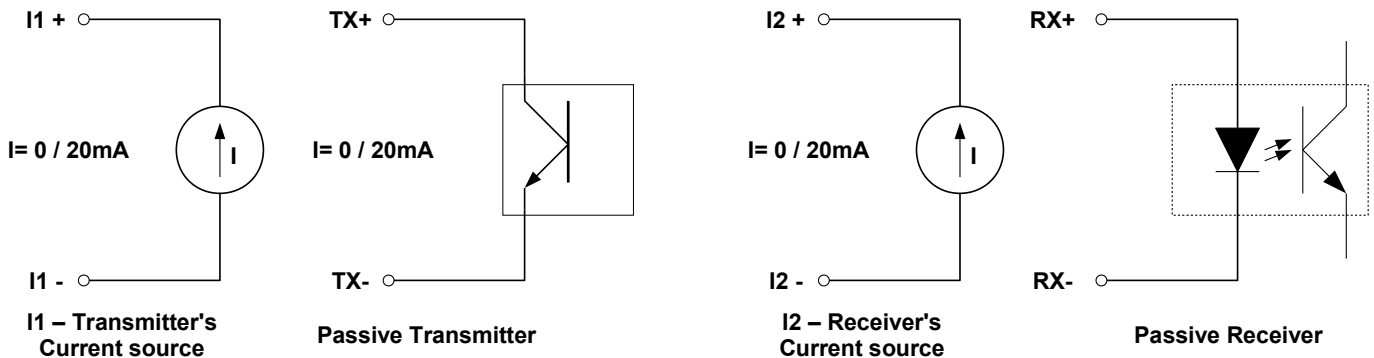 I1 +
TX+
I2 +
RX+
I= 0 / 20mA
I
I= 0 / 20mA
I= 0 / 20mA
I
I1 -
TX-
I2 -
RX-
I1 – Transmitter's
Current source
Passive Transmitter
I2 – Receiver's
Current source
Passive Receiver